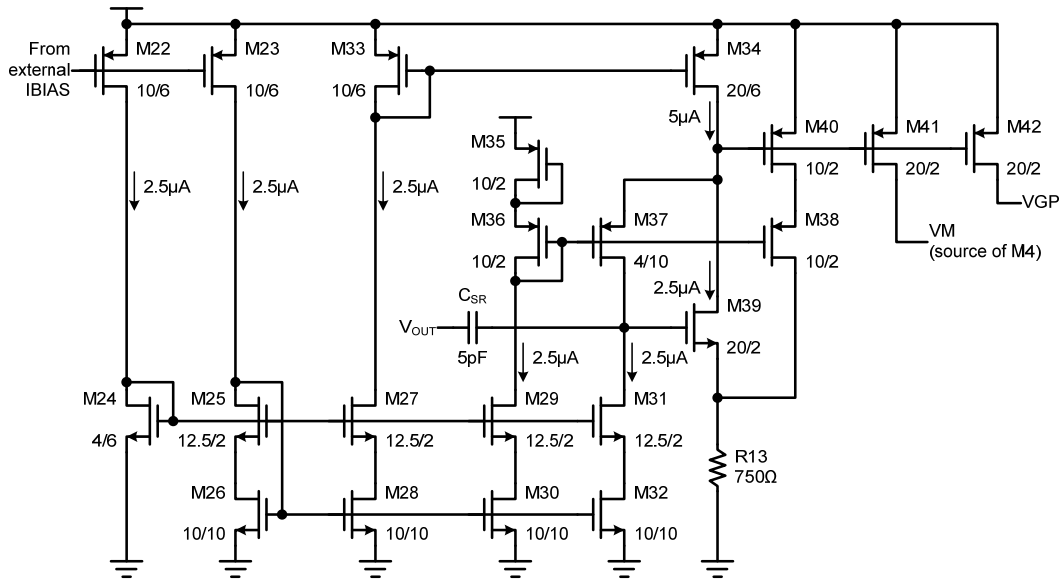 From
external
IBIAS
M22
10/6
M23
10/6
M33
10/6
M34
20/6
5µA
M40
10/2
M41
20/2
M42
20/2
VGP
VM
(source of M4)
2.5µA
2.5µA
2.5µA
M35
10/2
M36
10/2
M37
4/10
M38
10/2
2.5µA
M39
20/2
CSR
VOUT
5pF
2.5µA
2.5µA
M24
4/6
M25
12.5/2
M27
12.5/2
M29
12.5/2
M31
12.5/2
R13
750Ω
M26
10/10
M28
10/10
M30
10/10
M32
10/10